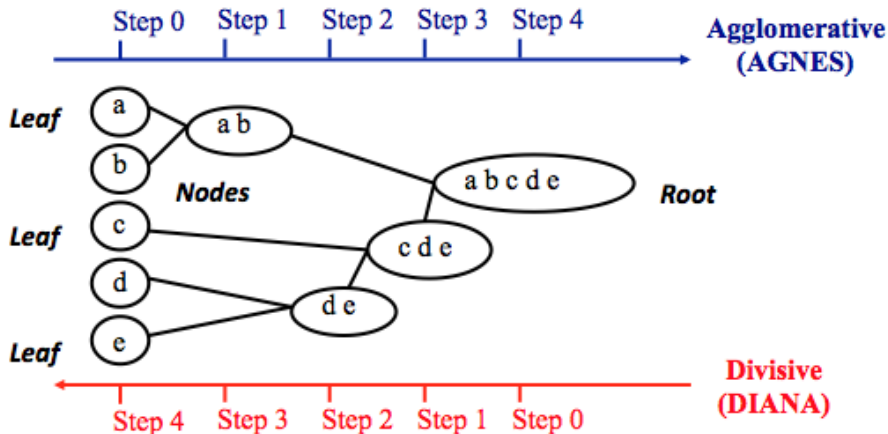 Step 0 Step 1 Step 2 Step 3 Step 4
Agglomerative
(AGNES)
Leaf
a
a b
b
Nodes
a b c d e
Root
Leaf
c
c d e
d
d e
Leaf
e
Divisive
(DIANA)
Step 4 Step 3 Step 2 Step 1 Step 0